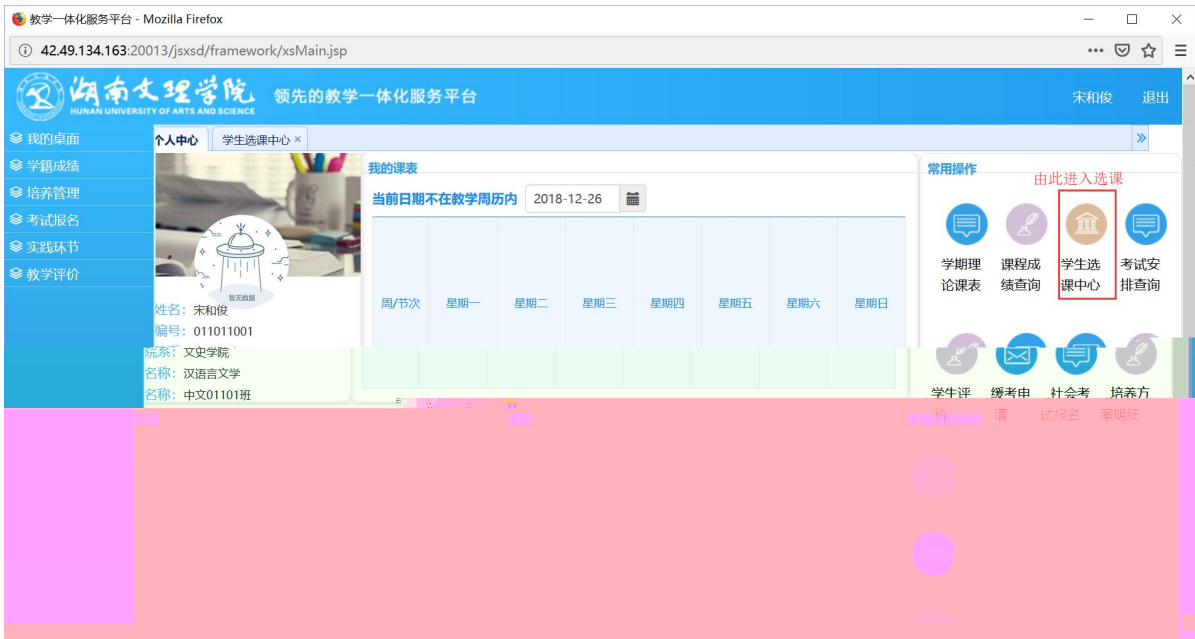 教学一体化服务平台 - Mozilla Firefox
42.49.134.163:20013/jsxsd/framework/xsMain.jsp
湖南文理学院
HUNAN UNIVERSITY OF ARTS AND SCIENCE
领先的教学一体化服务平台
宋和俊 退出
我的桌面
学籍成绩
培养管理
考试报名
实践环节
教学评价
个人中心 学生选课中心 ×
暂无数据
姓名：宋和俊
编号：011011001
院系：文史学院
名称：汉语言文学
名称：中文01101班
我的课表
当前日期不在教学周历内 2018-12-26
周/节次 星期一 星期二 星期三 星期四 星期五 星期六 星期日
常用操作
由此进入选课
学期理论课表
课程成绩查询
学生选课中心
考试安排查询
学生评价
缓考申请
社会考试报名
培养方案明细